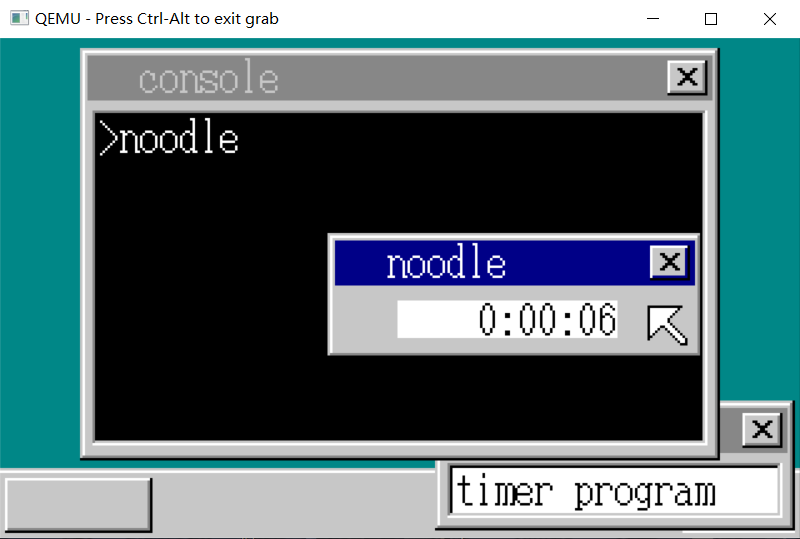 QEMU - Press Ctrl-Alt to exit grab
console
>noodle
noodle
0:00:06
timer program